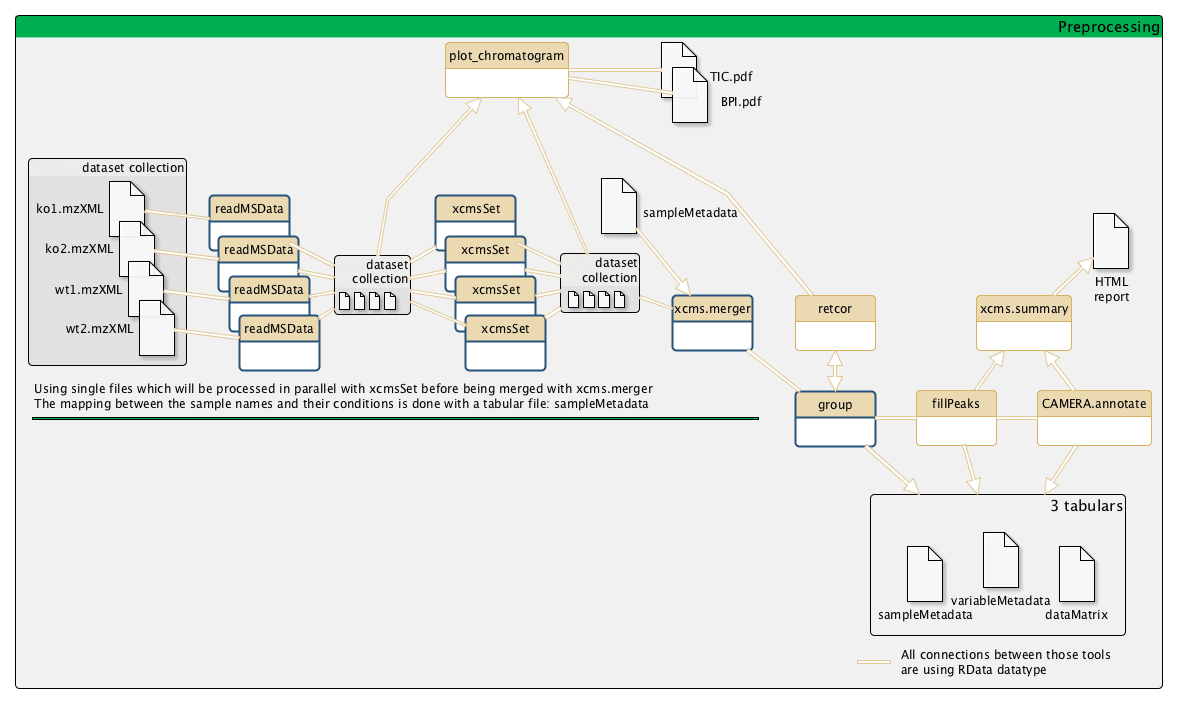 Preprocessing
plot_chromatogram
TIC.pdf
BPI.pdf
dataset collection
ko1.mzXML
ko2.mzXML
wt1.mzXML
wt2.mzXML
readMSData
readMSData
readMSData
readMSData
dataset
collection
xcmsSet
xcmsSet
xcmsSet
xcmsSet
dataset
collection
sampleMetadata
xcms.merger
retcor
xcms.summary
HTML
report
Using single files which will be processed in parallel with xcmsSet before being merged with xcms.merger
The mapping between the sample names and their conditions is done with a tabular file: sampleMetadata
group
fillPeaks
CAMERA.annotate
3 tabulars
sampleMetadata
variableMetadata
dataMatrix
All connections between those tools
are using RData datatype